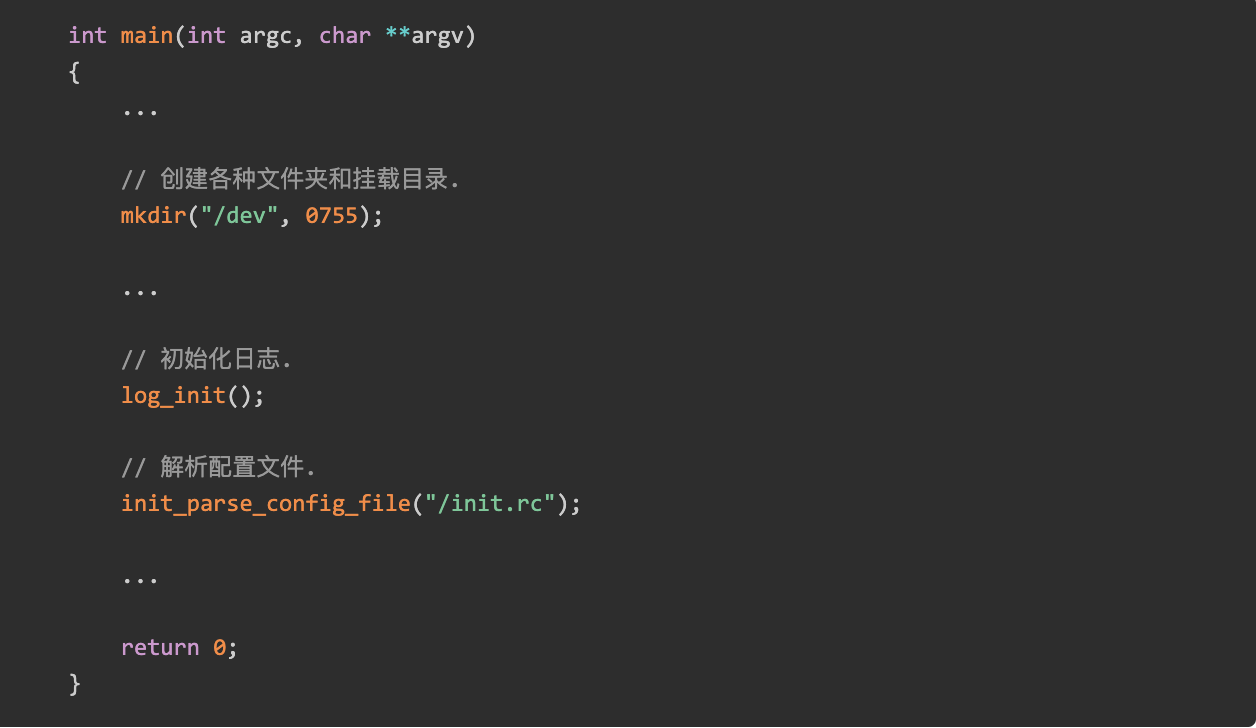 int main(int argc, char **argv)
{
    ...
    // 创建各种文件夹和挂载目录.
    mkdir("/dev", 0755);
    ...
    // 初始化日志.
    log_init();
    // 解析配置文件.
    init_parse_config_file("/init.rc");
    ...
    return 0;
}